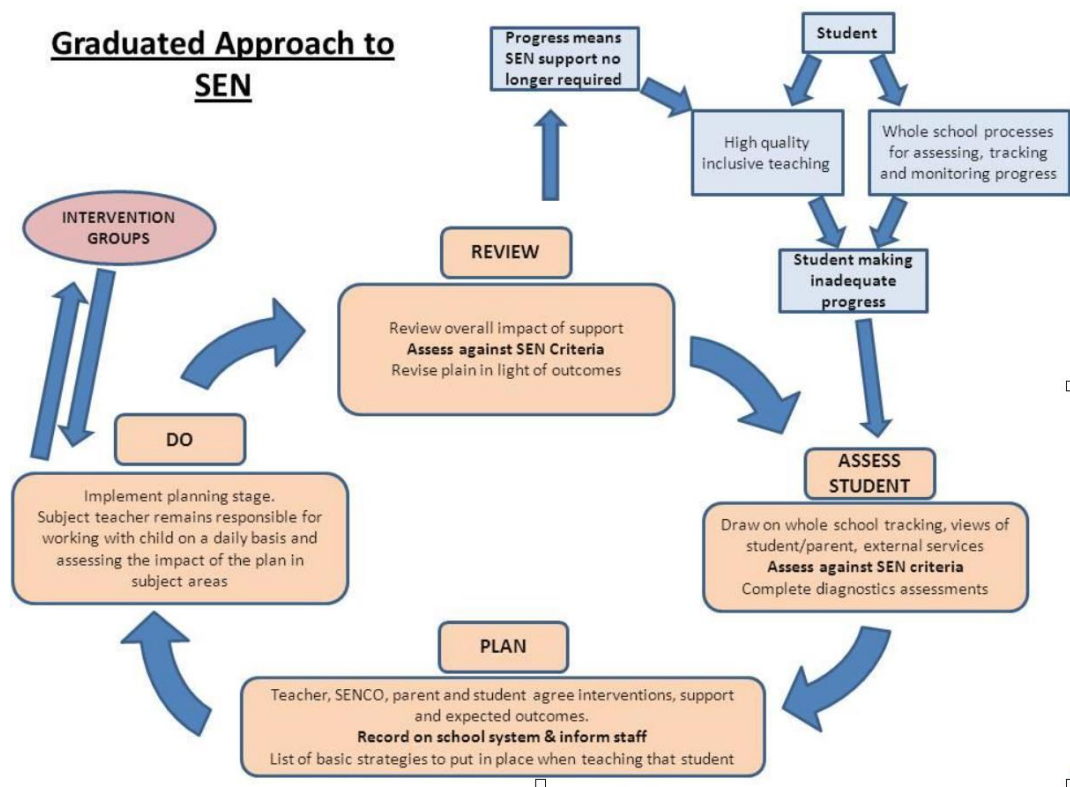 Graduated Approach to
SEN
Progress means
SEN support no
longer required
Student
High quality
inclusive teaching
Whole school processes
for assessing, tracking
and monitoring progress
Student making
inadequate
progress
INTERVENTION
GROUPS
REVIEW
Review overall impact of support
Assess against SEN Criteria
Revise plain in light of outcomes
DO
Implement planning stage.
Subject teacher remains responsible for
working with child on a daily basis and
assessing the impact of the plan in
subject areas
ASSESS
STUDENT
Draw on whole school tracking, views of
student/parent, external services
Assess against SEN criteria
Complete diagnostics assessments
PLAN
Teacher, SENCO, parent and student agree interventions, support
and expected outcomes.
Record on school system & inform staff
List of basic strategies to put in place when teaching that student